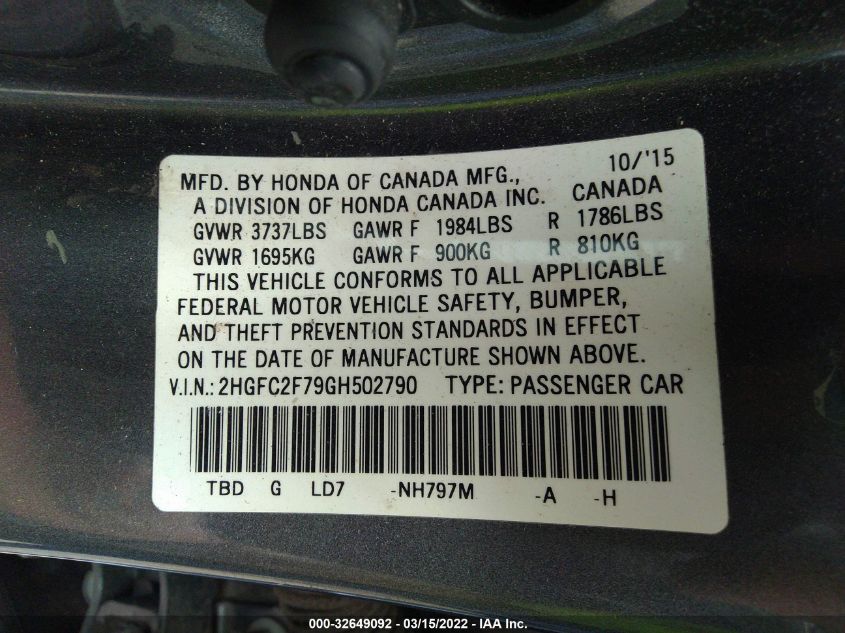 10/'15
MFD. BY HONDA OF CANADA MFG.,
A DIVISION OF HONDA CANADA INC. CANADA
GVWR 3737LBS GAWR F 1984LBS R 1786LBS
GVWR 1695KG GAWR F 900KG R 810KG
THIS VEHICLE CONFORMS TO ALL APPLICABLE
FEDERAL MOTOR VEHICLE SAFETY, BUMPER,
AND THEFT PREVENTION STANDARDS IN EFFECT
ON THE DATE OF MANUFACTURE SHOWN ABOVE.
V.I.N.: 2HGFC2F79GH502790 TYPE: PASSENGER CAR
TBD G LD7 -NH797M -A -H
000-32649092 - 03/15/2022 - IAA Inc.